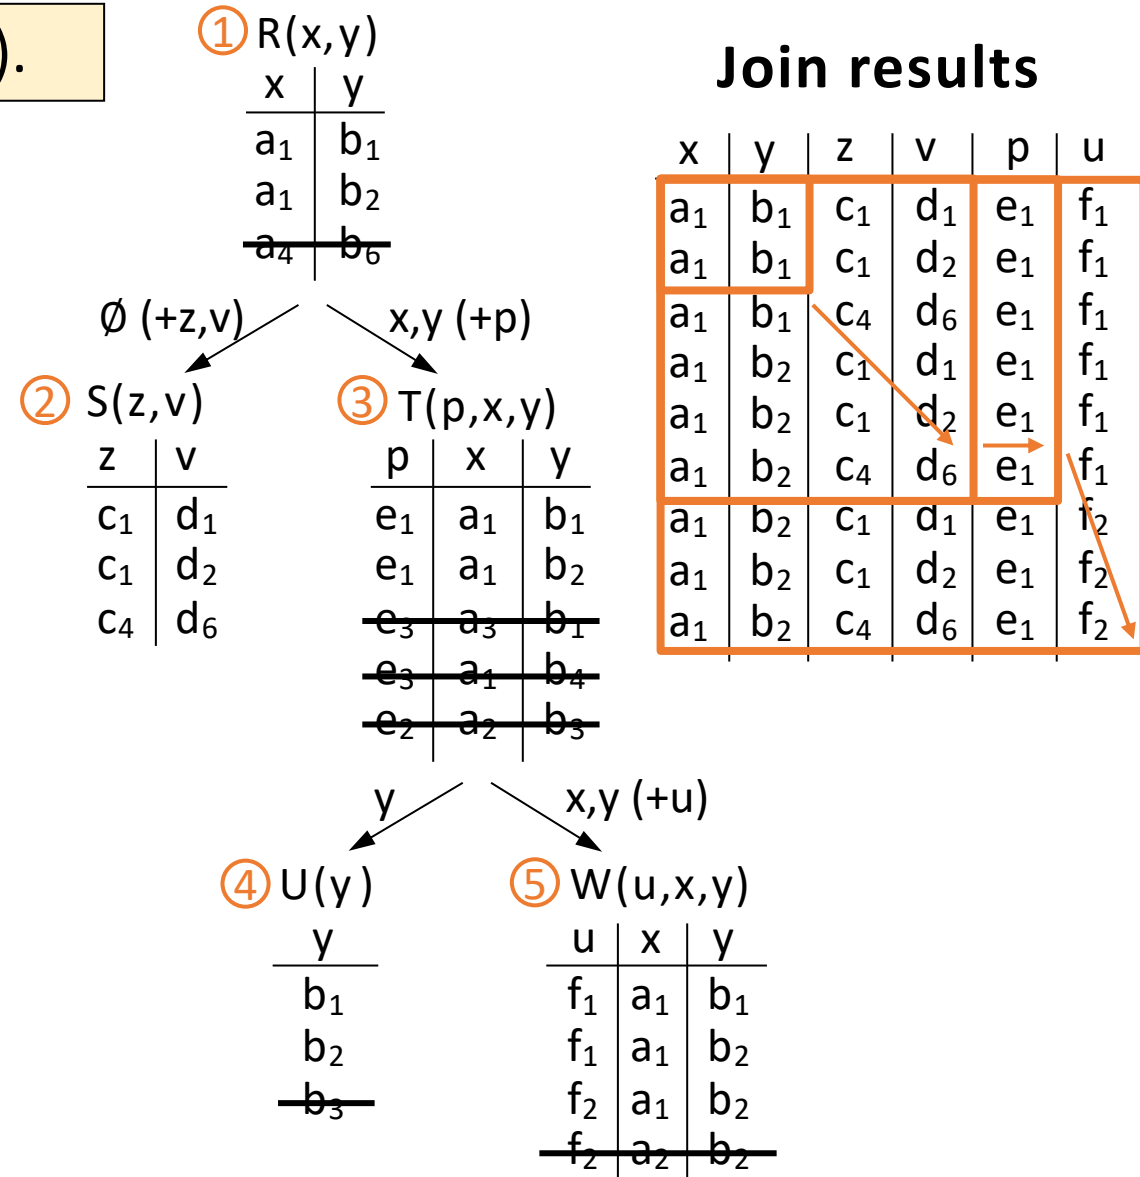 ).
① R(x,y)
x y
a₁ b₁
a₁ b₂
a₄ b₆
∅ (+z,v) x,y (+p)
② S(z,v)
z v
c₁ d₁
c₁ d₂
c₄ d₆
③ T(p,x,y)
p x y
e₁ a₁ b₁
e₁ a₁ b₂
e₃ a₃ b₁
e₃ a₁ b₄
e₂ a₂ b₃
y x,y (+u)
④ U(y)
y
b₁
b₂
b₃
⑤ W(u,x,y)
u x y
f₁ a₁ b₁
f₁ a₁ b₂
f₂ a₁ b₂
f₂ a₂ b₂
Join results
x y z v p u
a₁ b₁ c₁ d₁ e₁ f₁
a₁ b₁ c₁ d₂ e₁ f₁
a₁ b₁ c₄ d₆ e₁ f₁
a₁ b₂ c₁ d₁ e₁ f₁
a₁ b₂ c₁ d₂ e₁ f₁
a₁ b₂ c₄ d₆ e₁ f₁
a₁ b₂ c₁ d₁ e₁ f₂
a₁ b₂ c₁ d₂ e₁ f₂
a₁ b₂ c₄ d₆ e₁ f₂